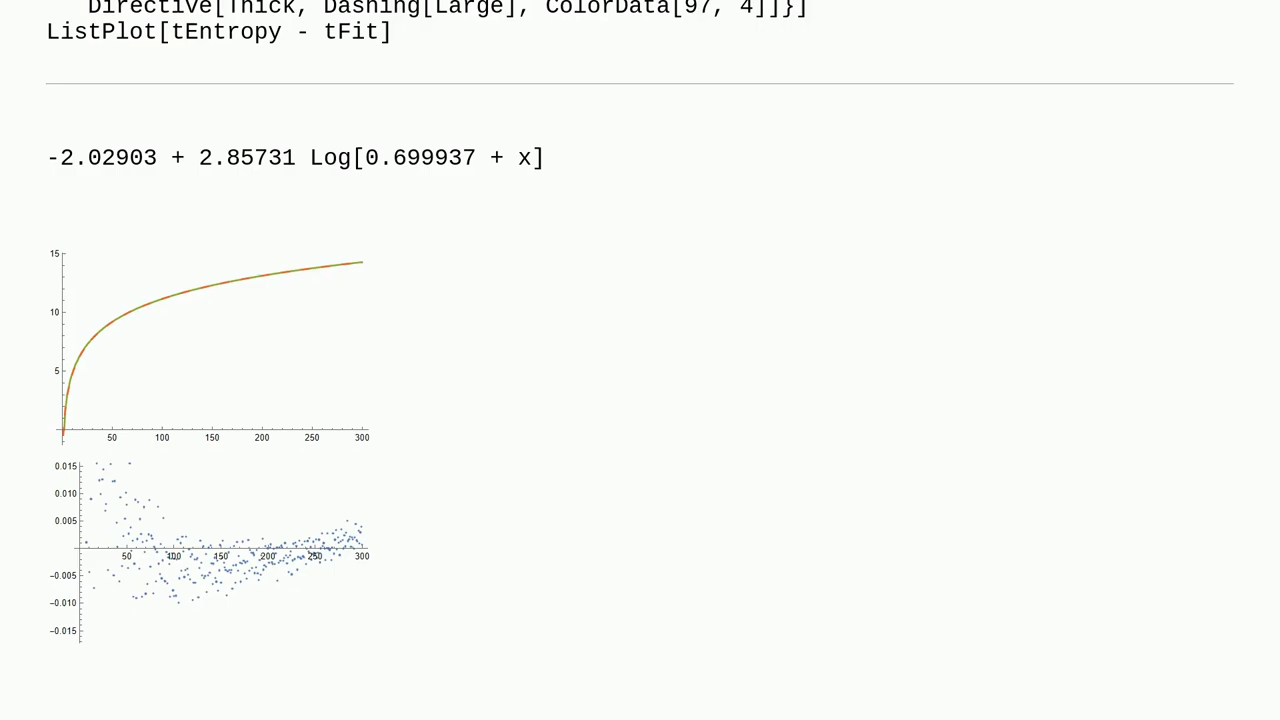 Directive[Thick, Dashing[Large], ColorData[97, 4]]}]
ListPlot[tEntropy - tFit]
-2.02903 + 2.85731 Log[0.699937 + x]
15
10
5
50 100 150 200 250 300
0.015
0.010
0.005
50 100 150 200 250 300
-0.005
-0.010
-0.015